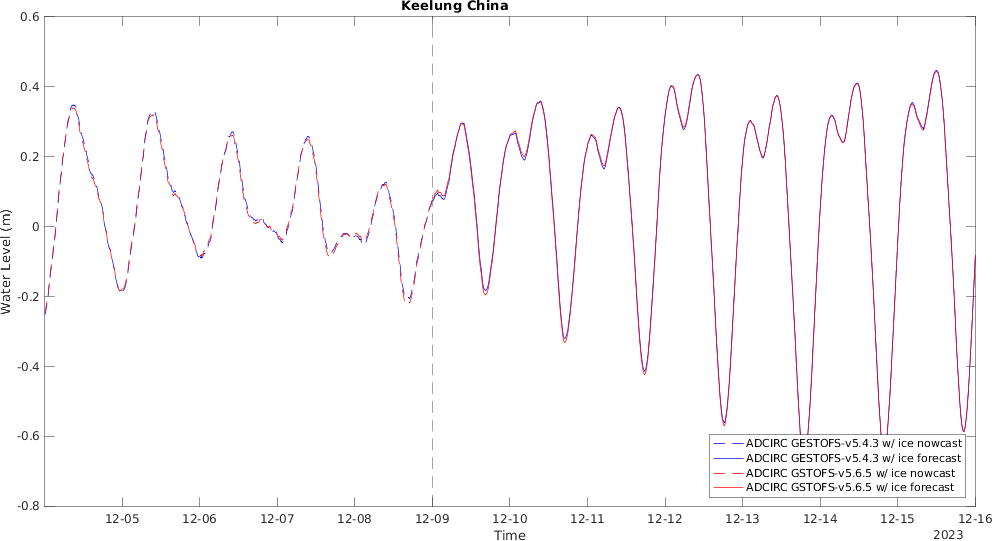 Keelung China
0.6
0.4
0.2
0
-0.2
-0.4
-0.6
-0.8
Water Level (m)
12-05 12-06 12-07 12-08 12-09 12-10 12-11 12-12 12-13 12-14 12-15 12-16
Time
2023
ADCIRC GESTOFS-v5.4.3 w/ ice nowcast
ADCIRC GESTOFS-v5.4.3 w/ ice forecast
ADCIRC GSTOFS-v5.6.5 w/ ice nowcast
ADCIRC GSTOFS-v5.6.5 w/ ice forecast